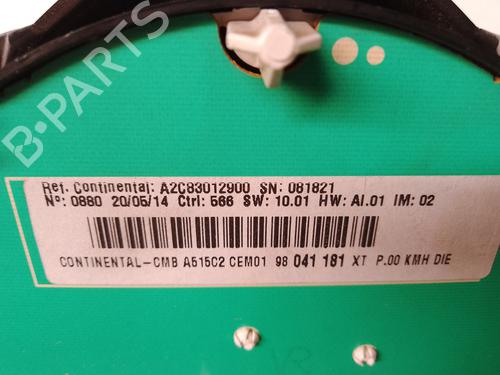 B-PARTS
Ref. Continental: A2C83012900 SN: 081821
Nº: 0880 20/05/14 Ctrl: 566 SW: 10.01 HW: AI.01 IM: 02
CONTINENTAL-CMB A515C2 CEM01 98 041 181 XT P.00 KMH DIE